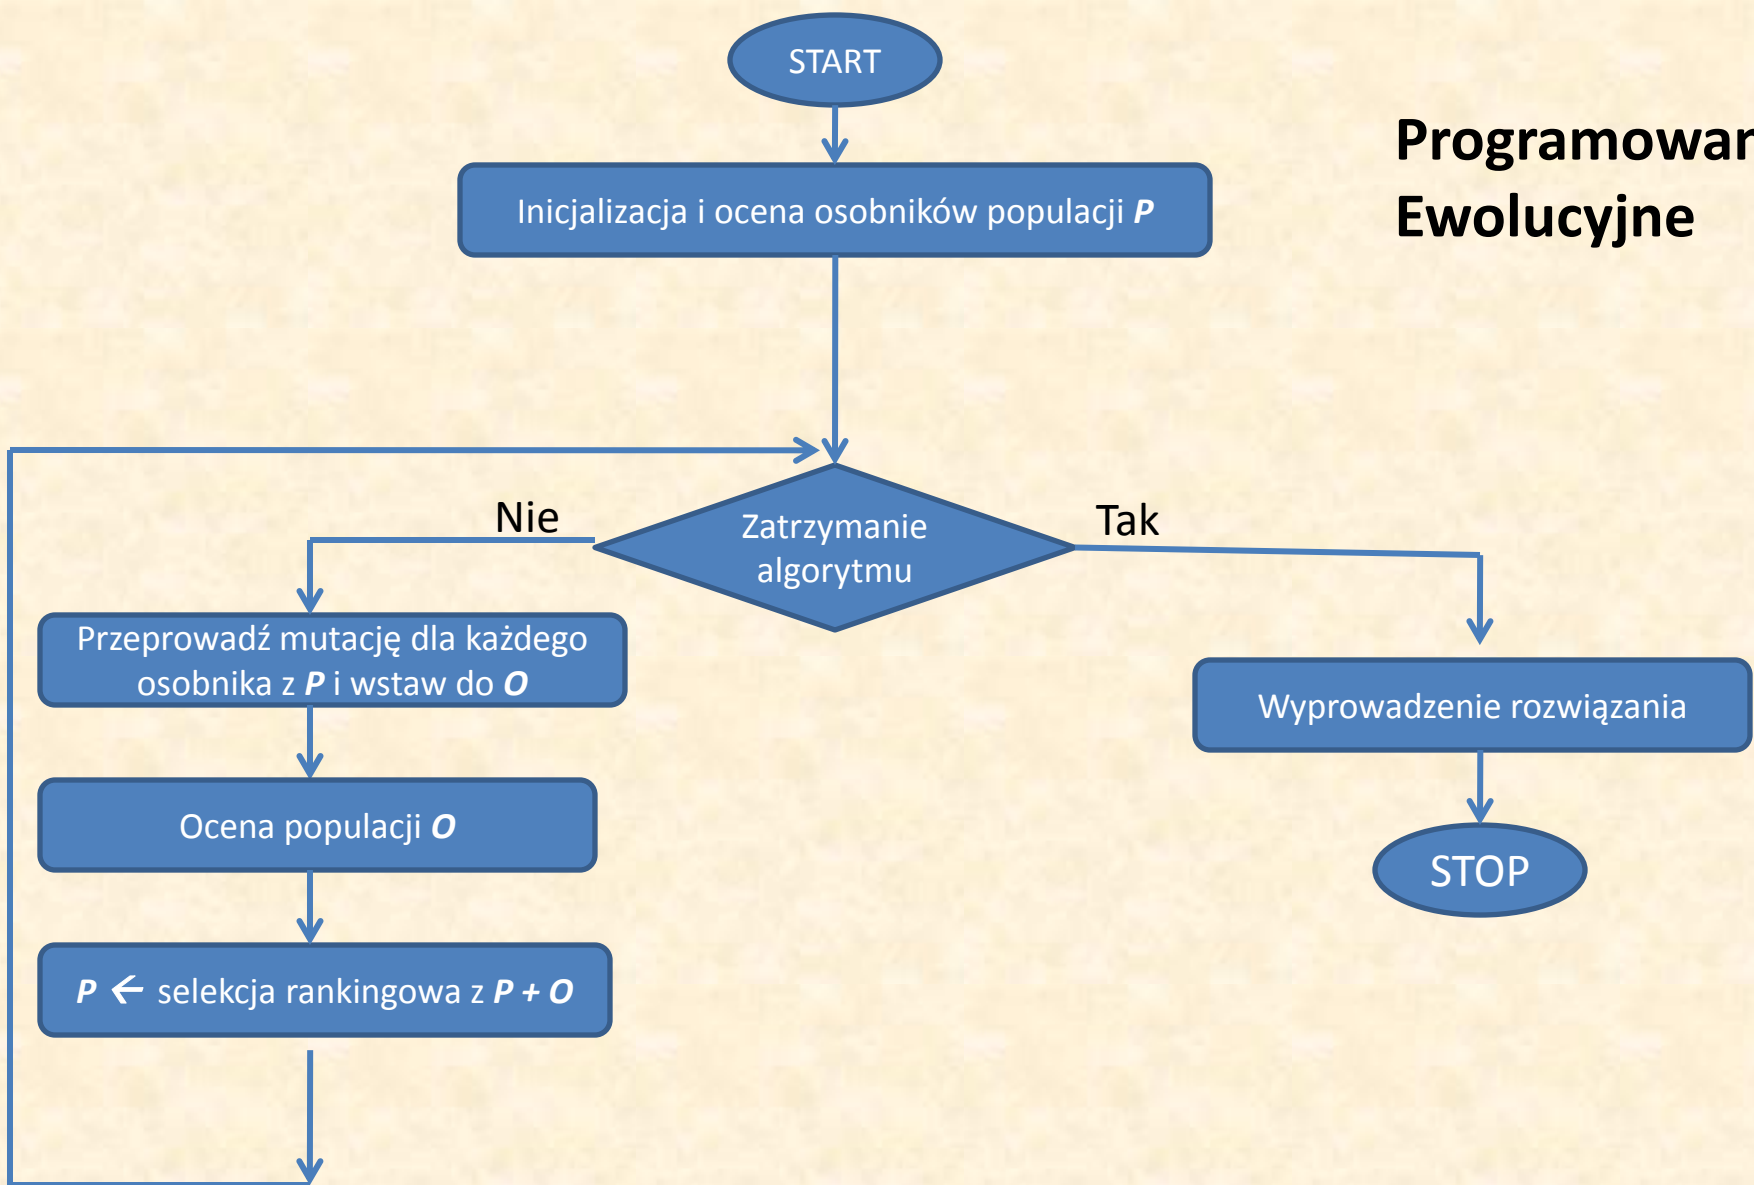 START
Programowan
Ewolucyjne
Inicjalizacja i ocena osobników populacji P
Nie
Zatrzymanie
algorytmu
Tak
Przeprowadź mutację dla każdego
osobnika z P i wstaw do O
Wyprowadzenie rozwiązania
Ocena populacji O
STOP
P ← selekcja rankingowa z P + O